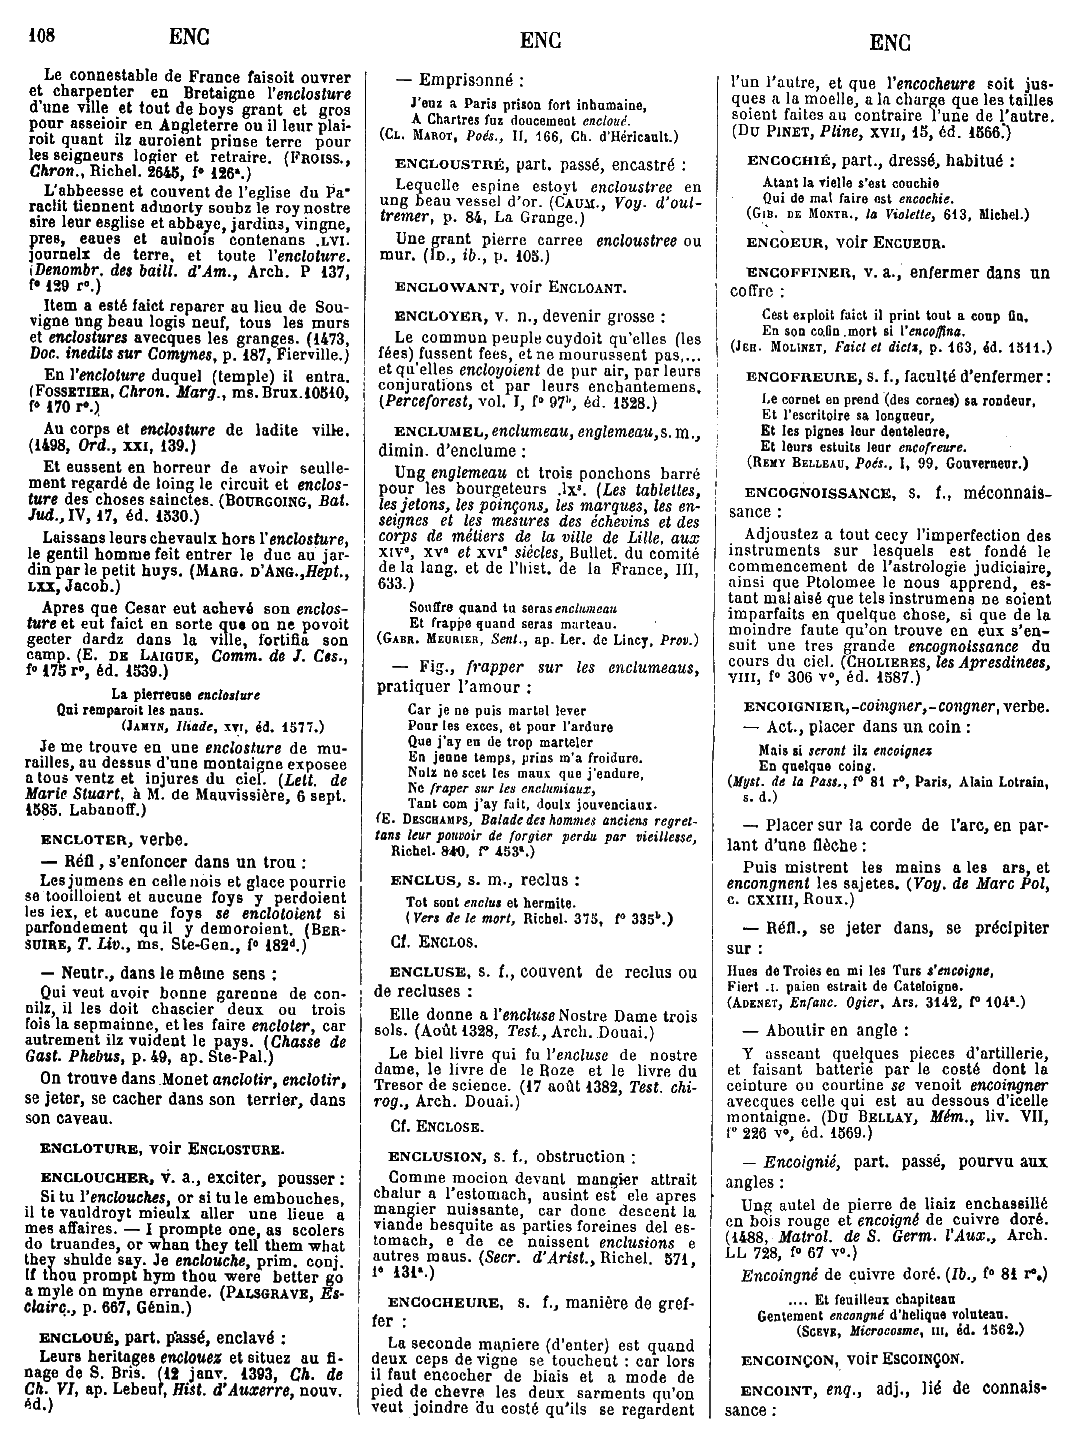 108 ENC ENC ENC
Le connestable de France faisoit ouvrer
et charpenter en Bretaigne l'enclosture
d'une ville et tout de boys grant et gros
pour asseioir en Angleterre ou il leur plai-
roit quant ilz auroient prinse terre pour
les seigneurs logier et retraire. (FROISS.,
Chron., Richel. 2645, f° 126ª.)
L'abbeesse et couvent de l'eglise du Pa-
raclit tiennent admorty soubz le roy nostre
sire leur esglise et abbaye, jardins, vingne,
pres, eaues et aulnois contenans .LVI.
journelx de terre, et toute l'encloture.
(Denombr. des baill. d'Am., Arch. P 137,
f° 129 r°.)
Item a esté faict reparer au lieu de Sou-
vigne ung beau logis neuf, tous les murs
et enclostures avecques les granges. (1473,
Doc. inedits sur Comynes, p. 187, Fierville.)
En l'encloture duquel (temple) il entra.
(FOSSETIER, Chron. Marg., ms. Brux. 10510,
f° 170 r°.)
Au corps et enclosture de ladite ville.
(1498, Ord., XXI, 139.)
Et eussent en horreur de avoir seulle-
ment regardé de loing le circuit et enclos-
ture des choses sainctes. (BOURGOING, Bat.
Jud., IV, 17, éd. 1530.)
Laissans leurs chevaulx hors l'enclosture,
le gentil homme feit entrer le duc au jar-
din par le petit huys. (MARG. D'ANG., Hept.,
LXX, Jacob.)
Apres que Cesar eut achevé son enclos-
ture et eut faict en sorte que on ne povoit
gecter dardz dans la ville, fortifia son
camp. (E. DE LAIGUE, Comm. de J. Ces.,
f° 175 r°, éd. 1539.)
La pierreuse enclosture
Qui remparoit les naus.
(JAMYN, Iliade, XVI, éd. 1577.)
Je me trouve en une enclosture de mu-
railles, au dessus d'une montaigne exposee
a tous ventz et injures du ciel. (Lett. de
Marie Stuart, à M. de Mauvissière, 6 sept.
1585. Labanoff.)
ENCLOTER, verbe.
— Réfl, s'enfoncer dans un trou :
Les jumens en celle nois et glace pourrie
se tooilloient et aucune foys y perdoient
les iex, et aucune foys se enclotoient si
parfondement qu il y demoroient. (BER-
SUIRE, T. Liv., ms. Ste-Gen., f° 182ᵈ.)
— Neutr., dans le même sens :
Qui veut avoir bonne garenne de con-
nilz, il les doit chascier deux ou trois
fois la sepmainne, et les faire encloter, car
autrement ilz vuident le pays. (Chasse de
Gast. Phebus, p. 49, ap. Ste-Pal.)
On trouve dans Monet anclotir, enclotir,
se jeter, se cacher dans son terrier, dans
son caveau.
ENCLOTURE, voir ENCLOSTURE.
ENCLOUCHER, v. a., exciter, pousser :
Si tu l'enclouches, or si tu le embouches,
il te vauldroyt mieulx aller une lieue a
mes affaires. — I prompte one, as scolers
do truandes, or whan they tell them what
they shulde say. Je enclouche, prim. conj.
If thou prompt hym thou were better go
a myle on myne errande. (PALSGRAVE, Es-
clairc., p. 667, Génin.)
ENCLOUÉ, part. passé, enclavé :
Leurs heritages enclouez et situez au fi-
nage de S. Bris. (12 janv. 1393, Ch. de
Ch. VI, ap. Lebeuf, Hist. d'Auxerre, nouv.
éd.)
— Emprisonné :
J'euz a Paris prison fort inhumaine,
A Chartres fuz doucement encloué.
(CL. MAROT, Poés., II, 166, Ch. d'Héricault.)
ENCLOUSTRÉ, part. passé, encastré :
Lequelle espine estoyt encloustree en
ung beau vessel d'or. (CAUM., Voy. d'oul-
tremer, p. 84, La Grange.)
Une grant pierre carree encloustree ou
mur. (ID., ib., p. 105.)
ENCLOWANT, voir ENCLOANT.
ENCLOYER, v. n., devenir grosse :
Le commun peuple cuydoit qu'elles (les
fées) fussent fees, et ne mourussent pas,...
et qu'elles encloyoient de pur air, par leurs
conjurations et par leurs enchantemens.
(Perceforest, vol. I, f° 97ᵇ, éd. 1528.)
ENCLUMEL, enclumeau, englemeau, s. m.,
dimin. d'enclume :
Ung englemeau et trois ponchons barré
pour les bourgeteurs .lxˢ. (Les tablettes,
les jetons, les poinçons, les marques, les en-
seignes et les mesures des échevins et des
corps de métiers de la ville de Lille, aux
XIVᵉ, XVᵉ et XVIᵉ siècles, Bullet. du comité
de la lang. et de l'hist. de la France, III,
633.)
Souffre quand tu seras enclumeau
Et frappe quand seras marteau.
(GABR. MEURIER, Sent., ap. Ler. de Lincy, Prov.)
— Fig., frapper sur les enclumeaus,
pratiquer l'amour :
Car je ne puis martel lever
Pour les exces, et pour l'ardure
Que j'ay eu de trop marteler
En jenne temps, prins m'a froidure.
Nulz ne scet les maux que j'endure,
Ne fraper sur les enclumiaux,
Tant com j'ay fait, doulx jouvenciaux.
(E. DESCHAMPS, Balade des hommes anciens regret-
tans leur pouvoir de forgier perdu par vieillesse,
Richel. 840, f° 453ª.)
ENCLUS, s. m., reclus :
Tot sont enclus et hermite.
(Vers de le mort, Richel. 375, f° 335ᵇ.)
Cf. ENCLOS.
ENCLUSE, s. f., couvent de reclus ou
de recluses :
Elle donne a l'encluse Nostre Dame trois
sols. (Août 1328, Test., Arch. Douai.)
Le biel livre qui fu l'encluse de nostre
dame, le livre de le Roze et le livre du
Tresor de science. (17 août 1382, Test. chi-
rog., Arch. Douai.)
Cf. ENCLOSE.
ENCLUSION, s. f., obstruction :
Comme mocion devant mangier attrait
chalur a l'estomach, ausint est ele apres
mangier nuissante, car donc descent la
viande besquite as parties foreines del es-
tomach, e de ce naissent enclusions e
autres maus. (Secr. d'Arist., Richel. 571,
f° 131ª.)
ENCOCHEURE, s. f., manière de gref-
fer :
La seconde maniere (d'enter) est quand
deux ceps de vigne se toucheut : car lors
il faut encocher de biais et a mode de
pied de chevre les deux sarments qu'on
veut joindre du costé qu'ils se regardent
l'un l'autre, et que l'encocheure soit jus-
ques a la moelle, a la charge que les tailles
soient faites au contraire l'une de l'autre.
(DU PINET, Pline, XVII, 15, éd. 1566.)
ENCOCHIÉ, part., dressé, habitué :
Atant la vielle s'est couchie
Qui de mal faire est encochie.
(GIB. DE MONTR., la Violette, 613, Michel.)
ENCOEUR, voir ENCUEUR.
ENCOFFINER, v. a., enfermer dans un
coffre :
Cest exploit faict il print tout a coup fin,
En son cofin mort si l'encoffina.
(JEH. MOLINET, Faict et dictz, p. 163, éd. 1511.)
ENCOFREURE, s. f., faculté d'enfermer :
Le cornet en prend (des cornes) sa rondeur,
Et l'escritoire sa longueur,
Et les pignes leur denteleure,
Et leurs estuits leur encofreure.
(REMY BELLEAU, Poés., I, 99, Gouverneur.)
ENCOGNOISSANCE, s. f., méconnais-
sance :
Adjoustez a tout cecy l'imperfection des
instruments sur lesquels est fondé le
commencement de l'astrologie judiciaire,
ainsi que Ptolomee le nous apprend, es-
tant malaisé que tels instrumens ne soient
imparfaits en quelque chose, si que de la
moindre faute qu'on trouve en eux s'en-
suit une tres grande encognoissance du
cours du ciel. (CHOLIERES, les Apresdinees,
VIII, f° 306 v°, éd. 1587.)
ENCOIGNIER, -coingner, -congner, verbe.
— Act., placer dans un coin :
Mais si seront ilz encoignez
En quelque coing.
(Myst. de la Pass., f° 81 r°, Paris, Alain Lotrain,
s. d.)
— Placer sur la corde de l'arc, en par-
lant d'une flèche :
Puis mistrent les mains a les ars, et
encongnent les sajetes. (Voy. de Marc Pol,
c. CXXIII, Roux.)
— Réfl., se jeter dans, se précipiter
sur :
Hues de Troies en mi les Turs s'encoigne,
Fiert .I. paien estrait de Cateloigne.
(ADENET, Enfanc. Ogier, Ars. 3142, f° 104ª.)
— Aboutir en angle :
Y asseant quelques pieces d'artillerie,
et faisant batterie par le costé dont la
ceinture ou courtine se venoit encoingner
avecques celle qui est au dessous d'icelle
montaigne. (DU BELLAY, Mém., liv. VII,
f° 226 v°, éd. 1569.)
— Encoignié, part. passé, pourvu aux
angles :
Ung autel de pierre de liaiz enchassillé
en bois rouge et encoigné de cuivre doré.
(1488, Matrol. de S. Germ. l'Aux., Arch.
LL 728, f° 67 v°.)
Encoingné de cuivre doré. (Ib., f° 81 r°.)
.... Et feuilleux chapiteau
Gentement encongné d'helique voluteau.
(SCEVE, Microcosme, III, éd. 1562.)
ENCOINÇON, voir ESCOINÇON.
ENCOINT, enq., adj., lié de connais-
sance :